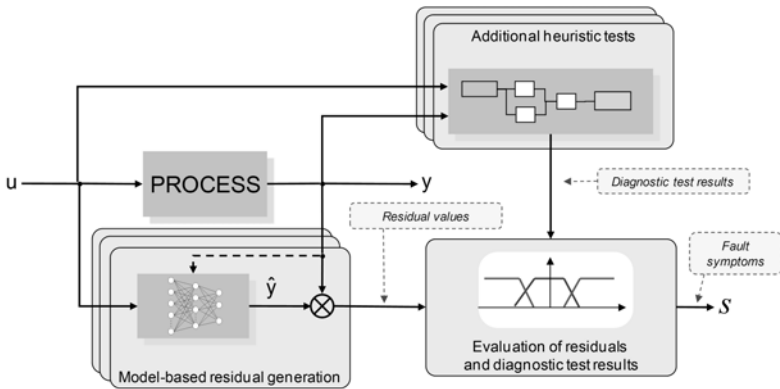 Additional heuristic tests
u
PROCESS
y
Diagnostic test results
Residual values
Fault
symptoms
ŷ
S
Evaluation of residuals
and diagnostic test results
Model-based residual generation